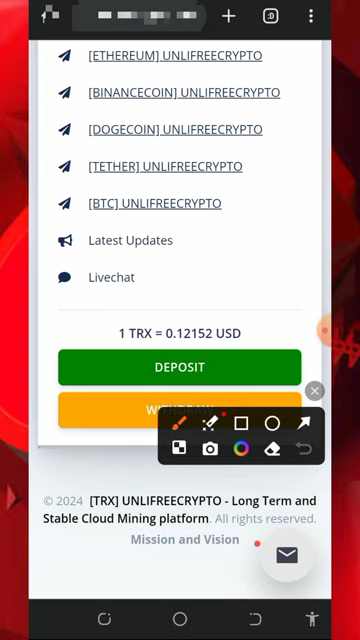 [ETHEREUM] UNLIFREECRYPTO
[BINANCECOIN] UNLIFREECRYPTO
[DOGECOIN] UNLIFREECRYPTO
[TETHER] UNLIFREECRYPTO
[BTC] UNLIFREECRYPTO
Latest Updates
Livechat
1 TRX = 0.12152 USD
DEPOSIT
© 2024 [TRX] UNLIFREECRYPTO - Long Term and
Stable Cloud Mining platform. All rights reserved.
Mission and Vision